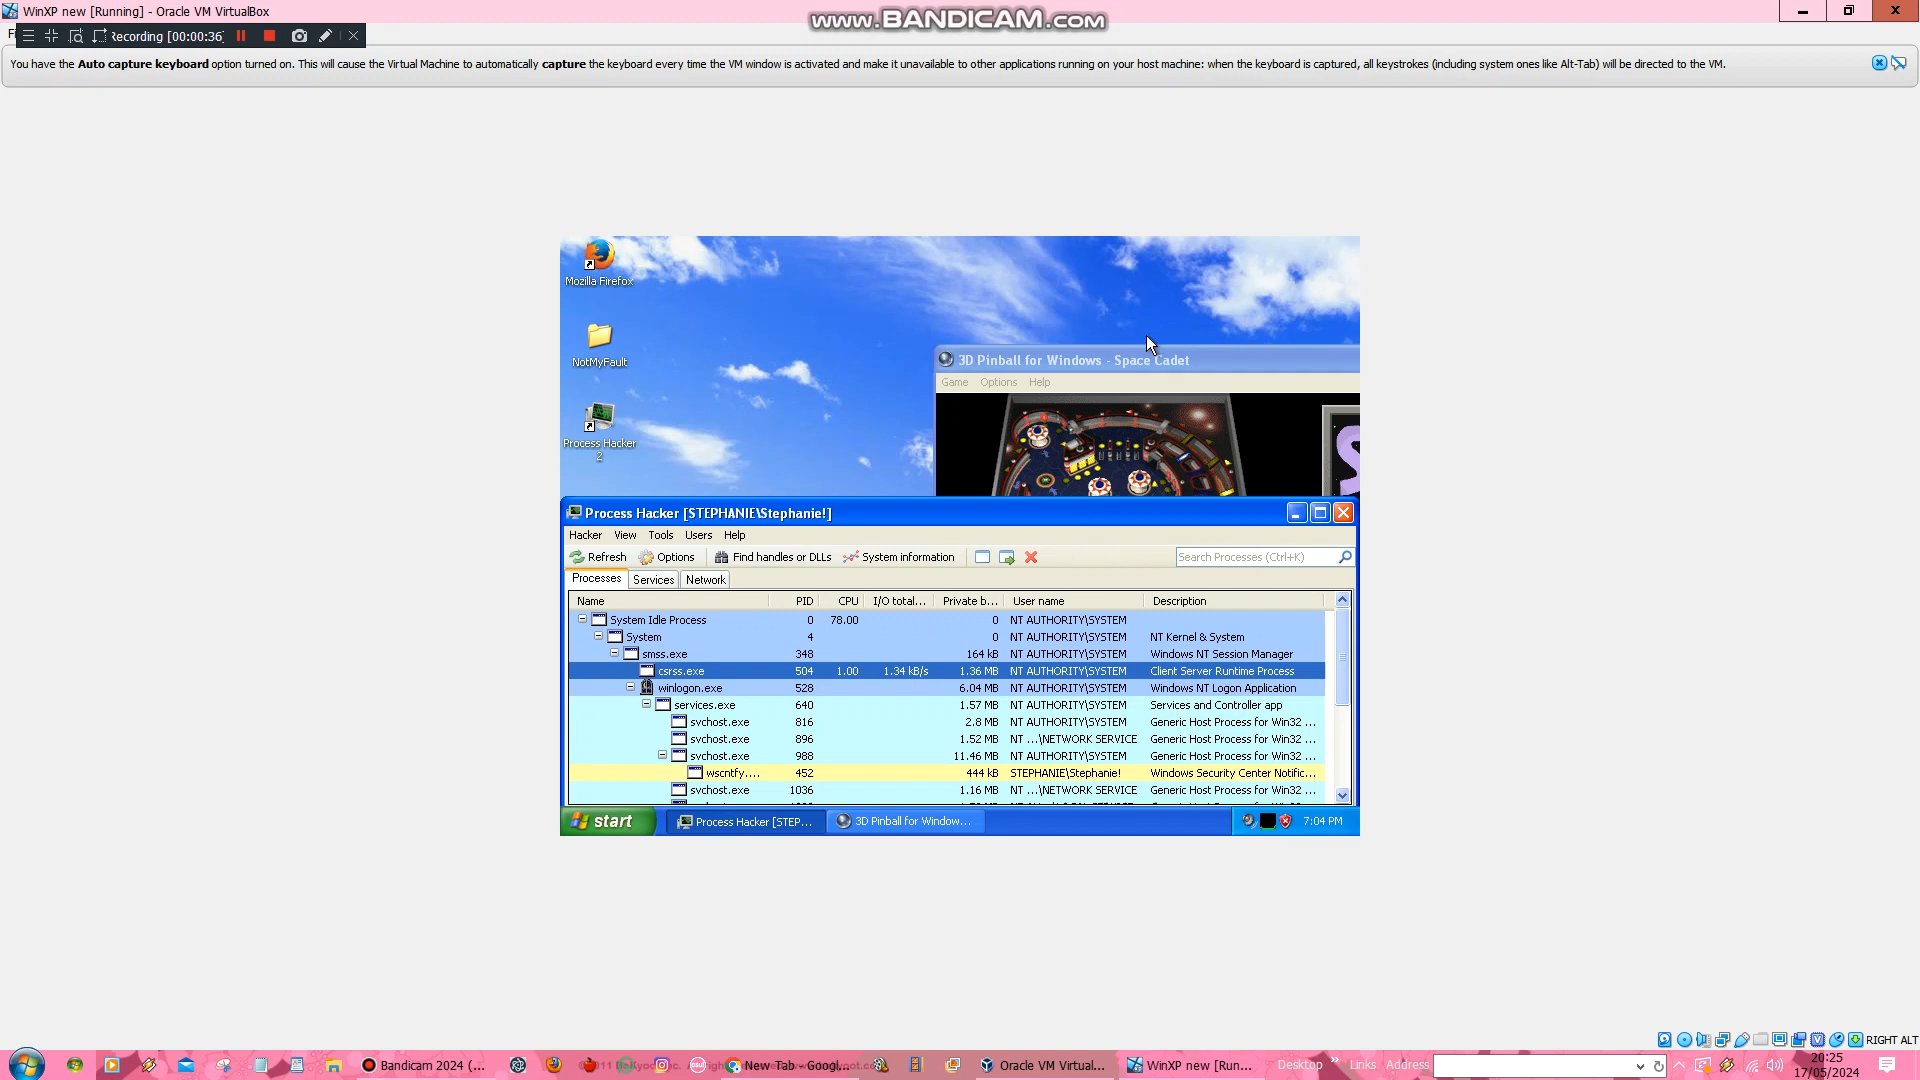 WinXP new [Running] - Oracle VM VirtualBox
www.BANDICAM.com
Recording [00:00:36]
You have the Auto capture keyboard option turned on. This will cause the Virtual Machine to automatically capture the keyboard every time the VM window is activated and make it unavailable to other applications running on your host machine: when the keyboard is captured, all keystrokes (including system ones like Alt-Tab) will be directed to the VM.
Mozilla Firefox
NotMyFault
Process Hacker
2
3D Pinball for Windows - Space Cadet
Game Options Help
Process Hacker [STEPHANIE\Stephanie!]
Hacker View Tools Users Help
Refresh Options Find handles or DLLs System information Search Processes (Ctrl+K)
Processes Services Network
Name PID CPU I/O total... Private b... User name Description
System Idle Process 0 78.00 0 NT AUTHORITY\SYSTEM
System 4 0 NT AUTHORITY\SYSTEM NT Kernel & System
smss.exe 348 164 kB NT AUTHORITY\SYSTEM Windows NT Session Manager
csrss.exe 504 1.00 1.34 kB/s 1.36 MB NT AUTHORITY\SYSTEM Client Server Runtime Process
winlogon.exe 528 6.04 MB NT AUTHORITY\SYSTEM Windows NT Logon Application
services.exe 640 1.57 MB NT AUTHORITY\SYSTEM Services and Controller app
svchost.exe 816 2.8 MB NT AUTHORITY\SYSTEM Generic Host Process for Win32 ...
svchost.exe 896 1.52 MB NT ...\NETWORK SERVICE Generic Host Process for Win32 ...
svchost.exe 988 11.46 MB NT AUTHORITY\SYSTEM Generic Host Process for Win32 ...
wscntfy.... 452 444 kB STEPHANIE\Stephanie! Windows Security Center Notific...
svchost.exe 1036 1.16 MB NT ...\NETWORK SERVICE Generic Host Process for Win32 ...
start Process Hacker [STEP... 3D Pinball for Window... 7:04 PM
RIGHT ALT
Bandicam 2024 (... New Tab - Googl... Oracle VM Virtual... WinXP new [Run... Desktop Links Address 20:25
17/05/2024